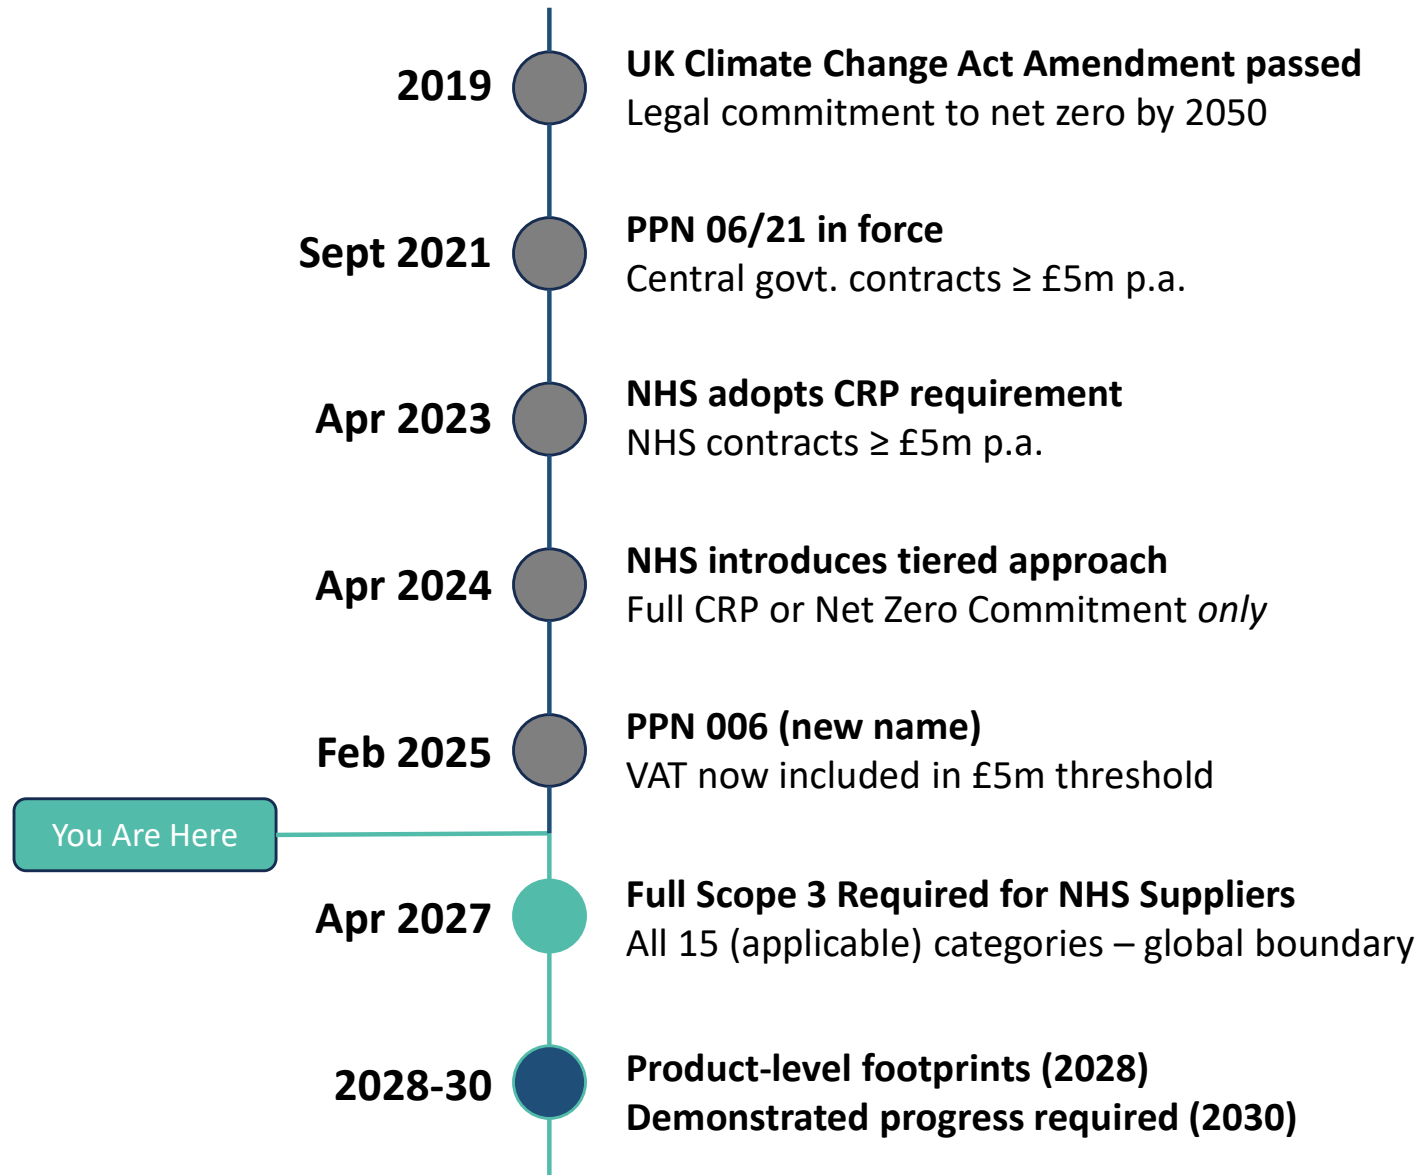 2019
UK Climate Change Act Amendment passed
Legal commitment to net zero by 2050
Sept 2021
PPN 06/21 in force
Central govt. contracts ≥ £5m p.a.
Apr 2023
NHS adopts CRP requirement
NHS contracts ≥ £5m p.a.
Apr 2024
NHS introduces tiered approach
Full CRP or Net Zero Commitment only
Feb 2025
PPN 006 (new name)
VAT now included in £5m threshold
You Are Here
Apr 2027
Full Scope 3 Required for NHS Suppliers
All 15 (applicable) categories – global boundary
2028-30
Product-level footprints (2028)
Demonstrated progress required (2030)